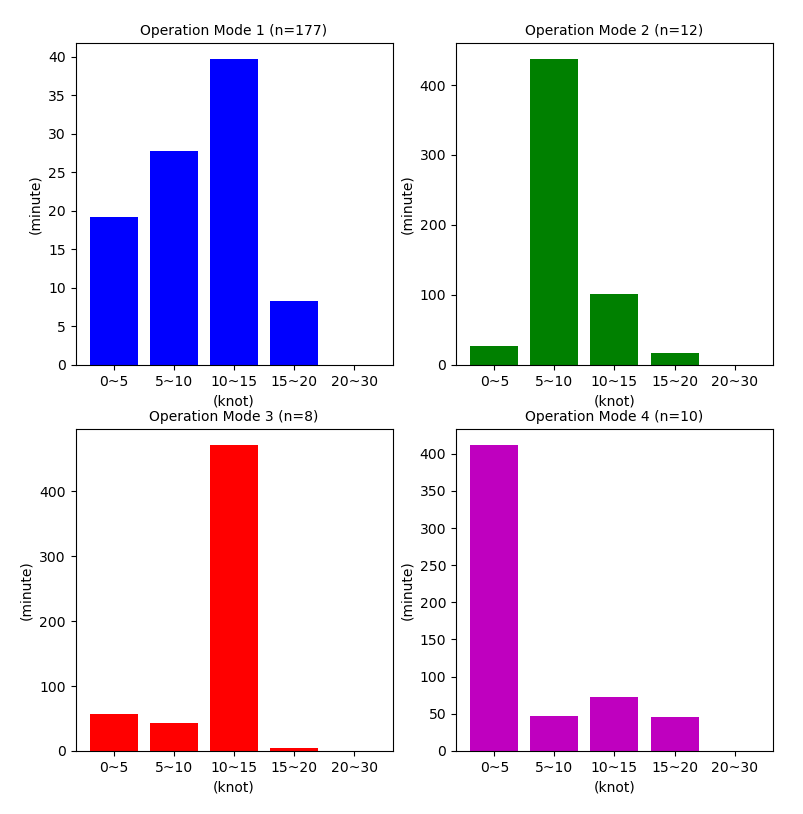 Operation Mode 1 (n=177)
40
35
30
25
20
15
10
5
0
(minute)
0~5 5~10 10~15 15~20 20~30
(knot)
Operation Mode 2 (n=12)
400
300
200
100
0
(minute)
0~5 5~10 10~15 15~20 20~30
(knot)
Operation Mode 3 (n=8)
400
300
200
100
0
(minute)
0~5 5~10 10~15 15~20 20~30
(knot)
Operation Mode 4 (n=10)
400
350
300
250
200
150
100
50
0
(minute)
0~5 5~10 10~15 15~20 20~30
(knot)